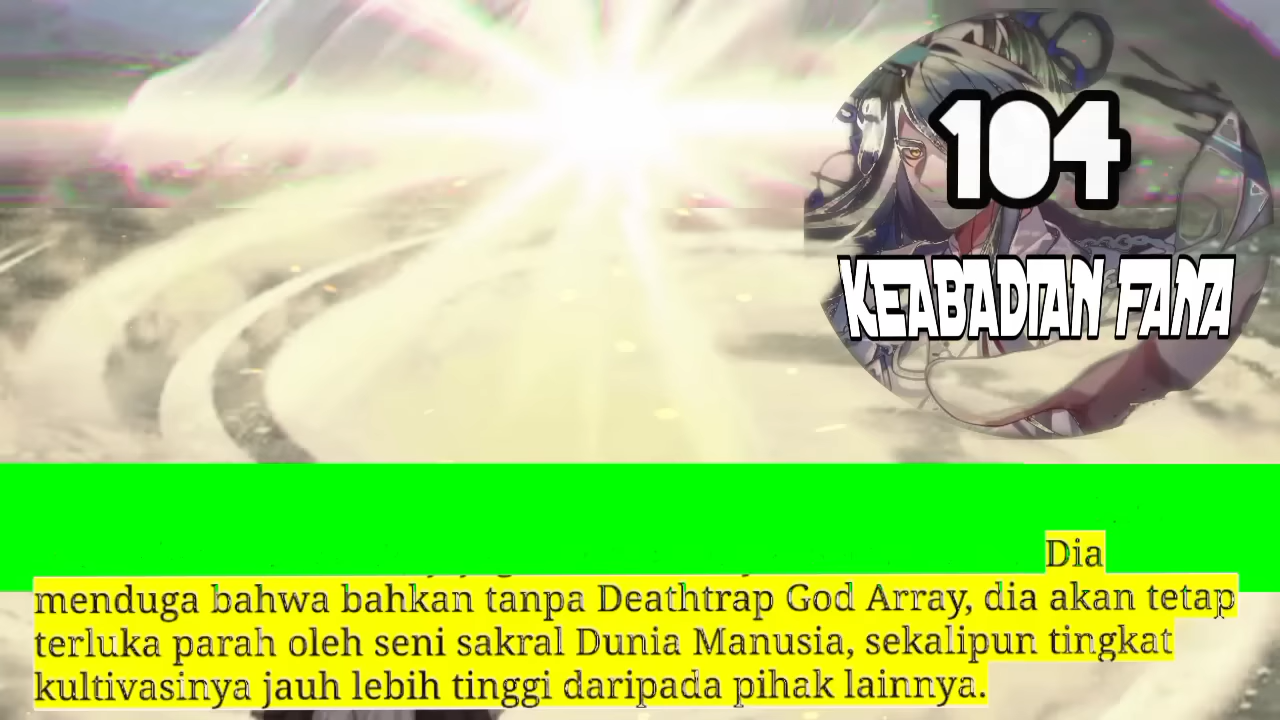 104
KEABADIAN FANA
Dia
menduga bahwa bahkan tanpa Deathtrap God Array, dia akan tetap
terluka parah oleh seni sakral Dunia Manusia, sekalipun tingkat
kultivasinya jauh lebih tinggi daripada pihak lainnya.